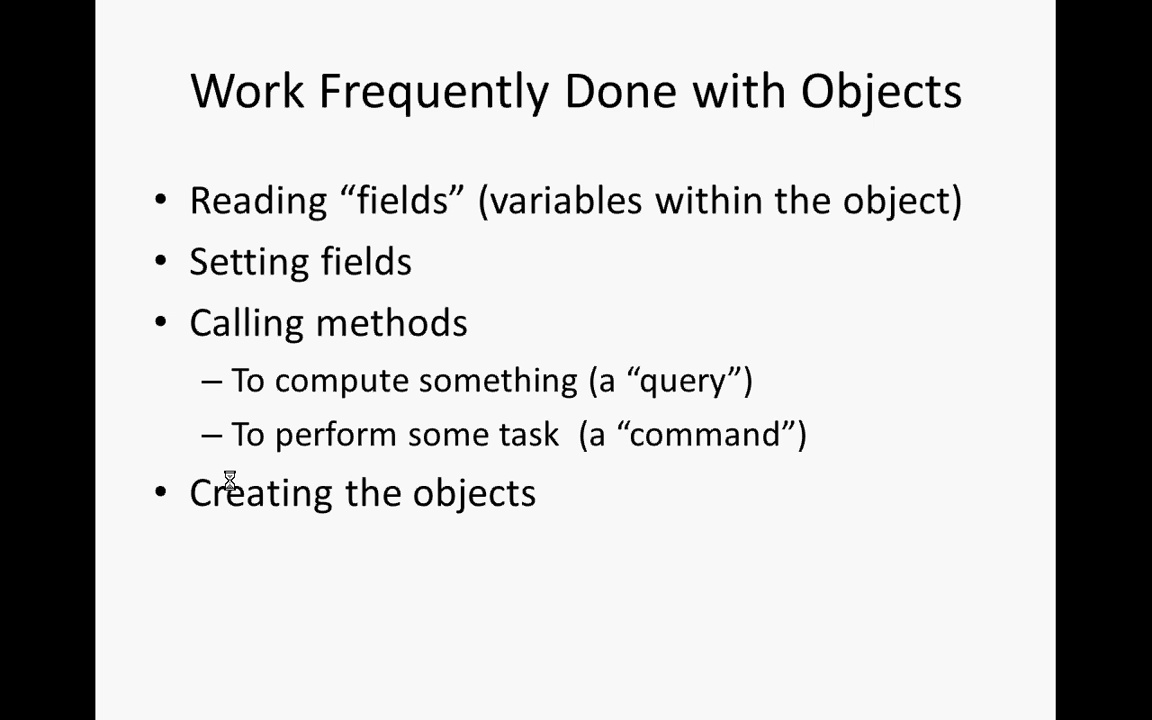 Work Frequently Done with Objects
• Reading “fields” (variables within the object)
• Setting fields
• Calling methods
– To compute something (a “query”)
– To perform some task  (a “command”)
• Creating the objects